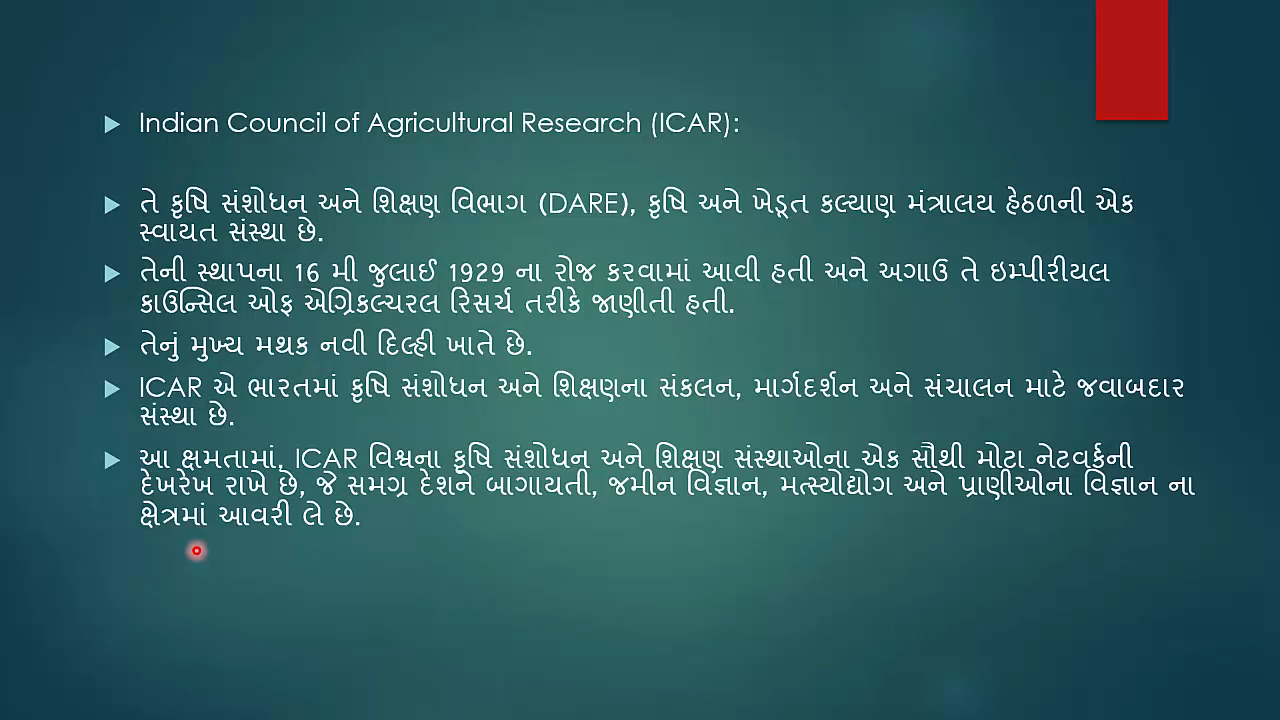 Indian Council of Agricultural Research (ICAR):
તે કૃષિ સંશોધન અને શિક્ષણ વિભાગ (DARE), કૃષિ અને ખેડૂત કલ્યાણ મંત્રાલય હેઠળની એક
સ્વાયત સંસ્થા છે.
તેની સ્થાપના 16 મી જુલાઈ 1929 ના રોજ કરવામાં આવી હતી અને અગાઉ તે ઇમ્પીરીયલ
કાઉન્સિલ ઓફ એગ્રિકલ્ચરલ રિસર્ચ તરીકે જાણીતી હતી.
તેનું મુખ્ય મથક નવી દિલ્હી ખાતે છે.
ICAR એ ભારતમાં કૃષિ સંશોધન અને શિક્ષણના સંકલન, માર્ગદર્શન અને સંચાલન માટે જવાબદાર
સંસ્થા છે.
આ ક્ષમતામાં, ICAR વિશ્વના કૃષિ સંશોધન અને શિક્ષણ સંસ્થાઓના એક સૌથી મોટા નેટવર્કની
દેખરેખ રાખે છે, જે સમગ્ર દેશને બાગાયતી, જમીન વિજ્ઞાન, મત્સ્યોદ્યોગ અને પ્રાણીઓના વિજ્ઞાન ના
ક્ષેત્રમાં આવરી લે છે.